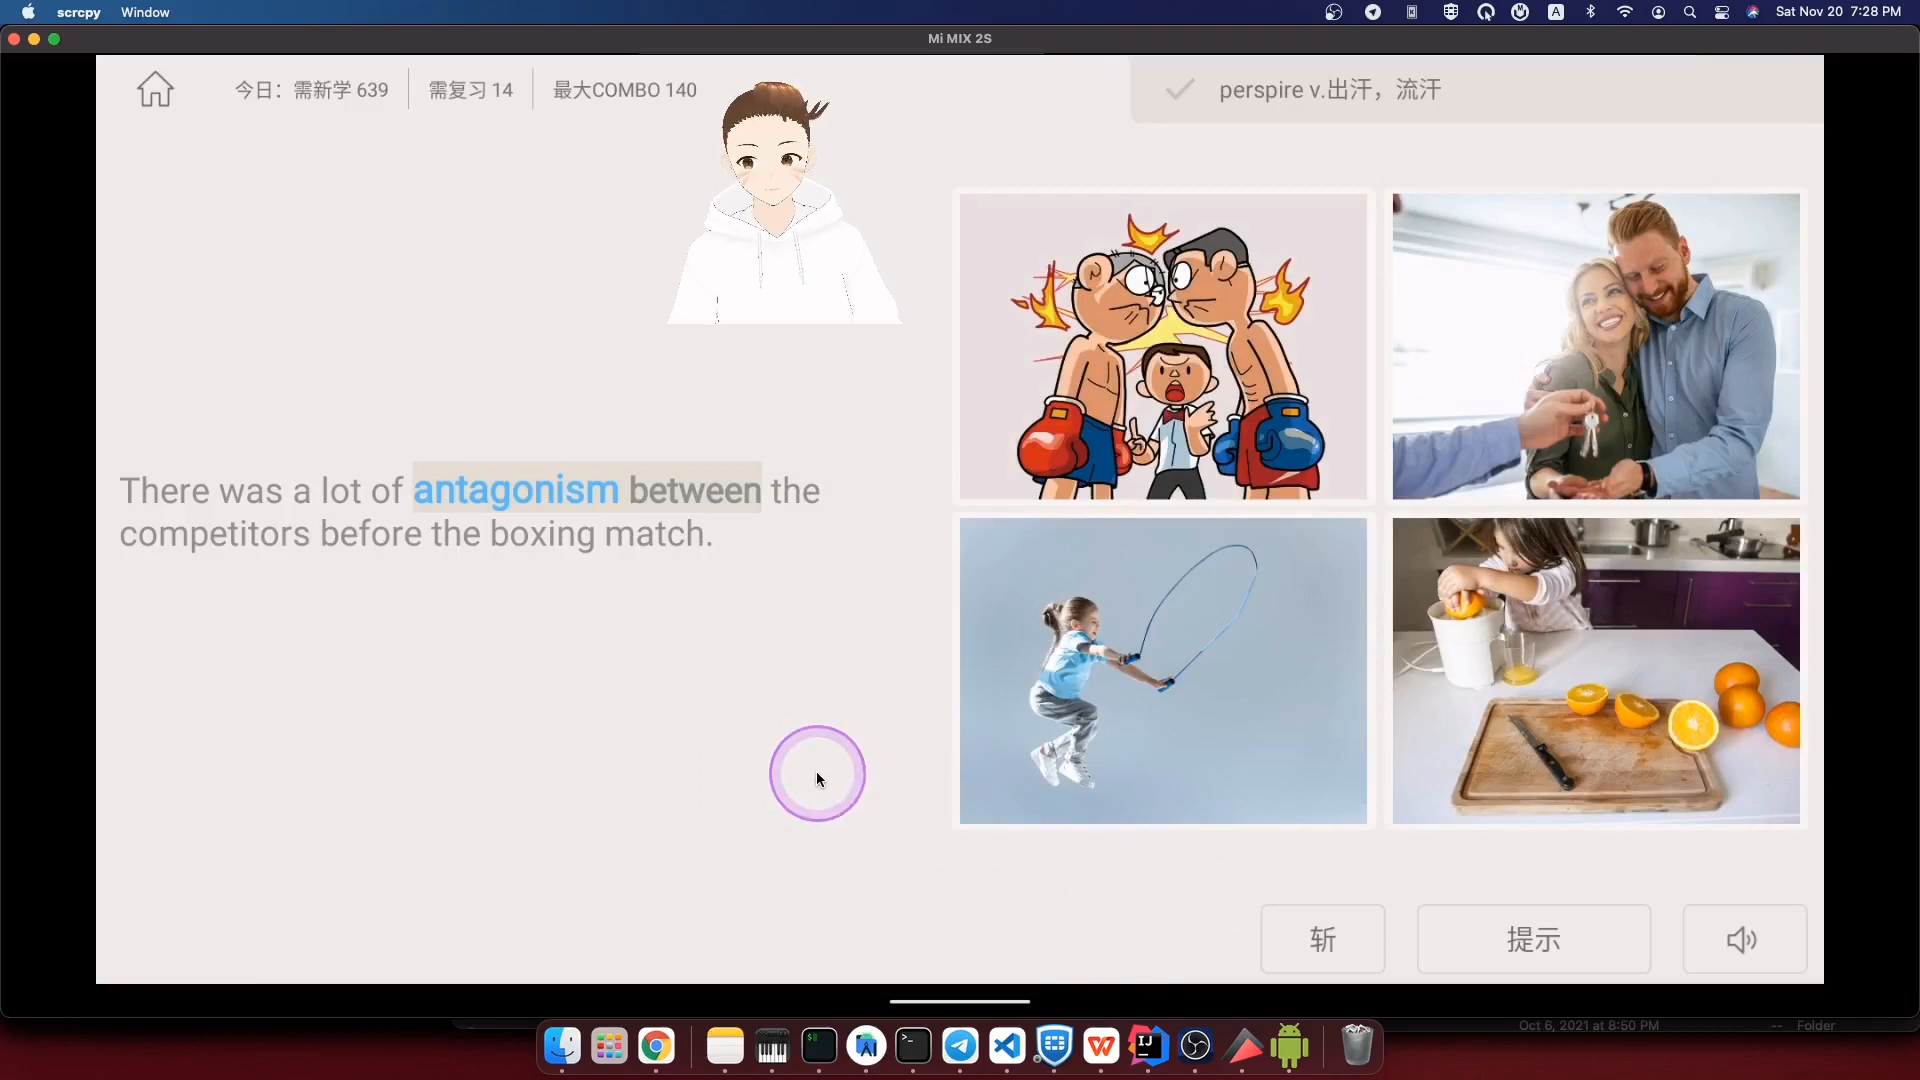 scrcpy Window
A
Sat Nov 20 7:28 PM
Mi MIX 2S
今日：需新学 639
需复习 14
最大COMBO 140
perspire v.出汗，流汗
There was a lot of antagonism between the
competitors before the boxing match.
斩
提示
Oct 6, 2021 at 8:50 PM -- Folder
IJ